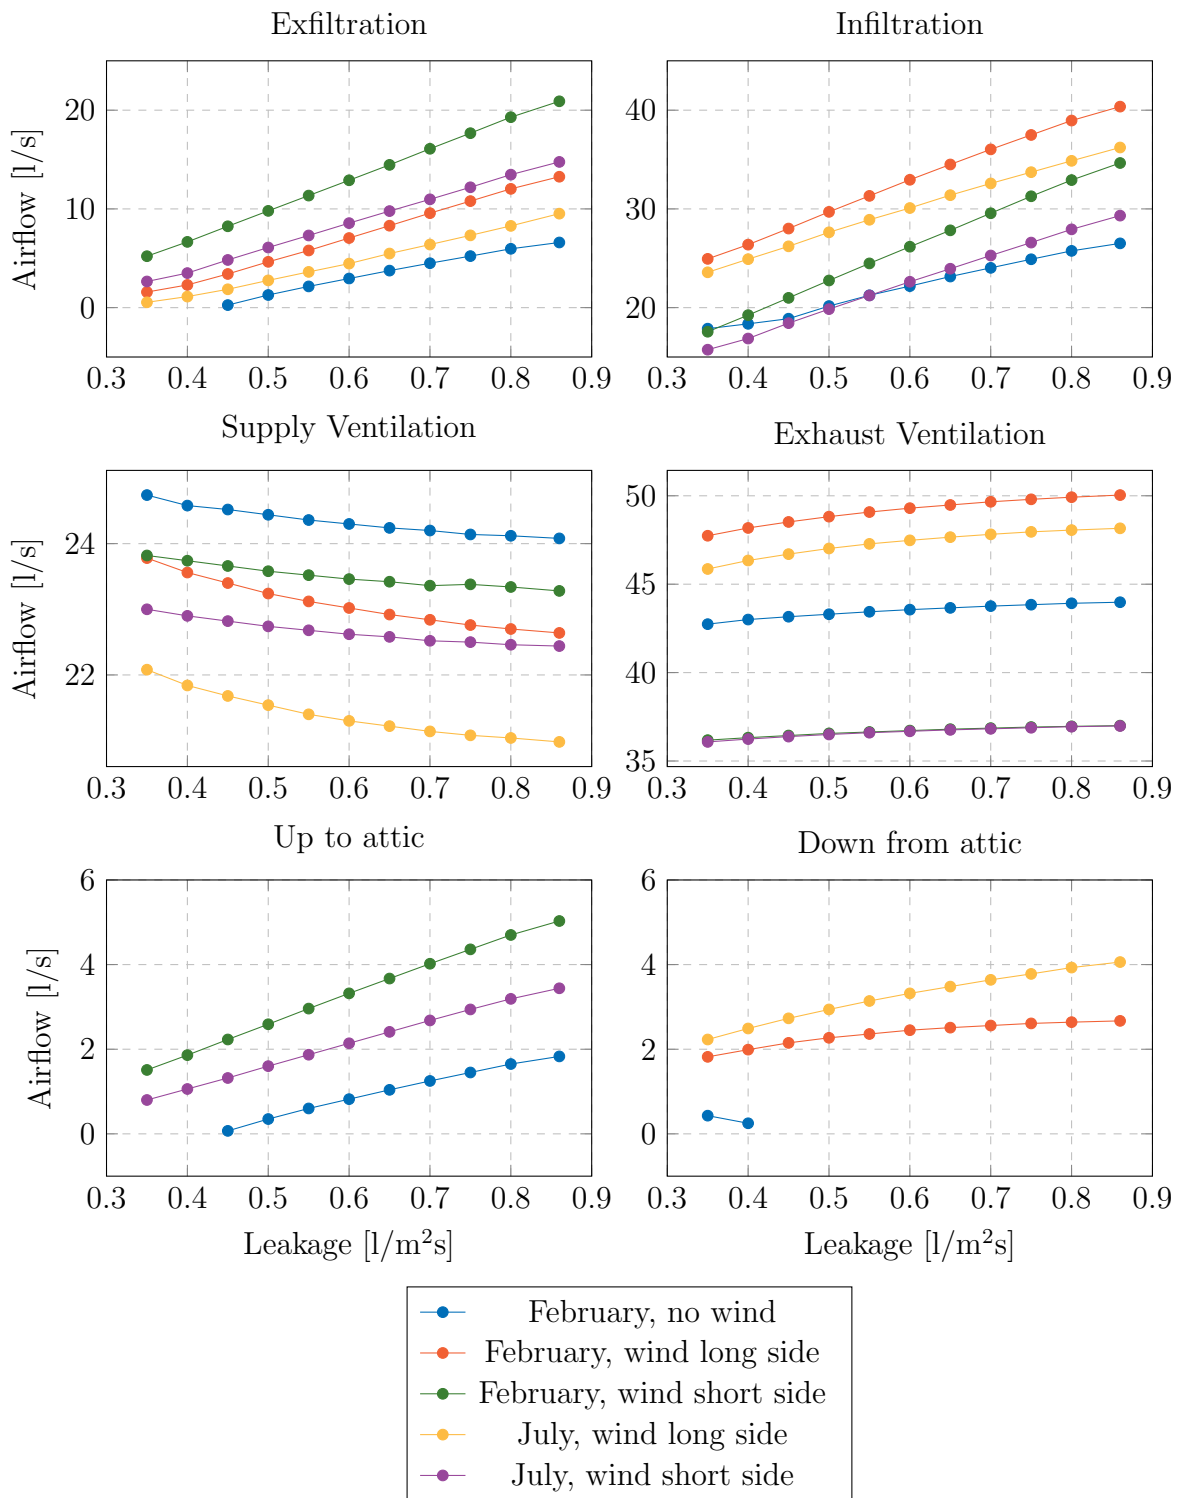 Exfiltration
Infiltration
Airflow [l/s]
20
10
0
0.3 0.4 0.5 0.6 0.7 0.8 0.9
40
30
20
0.3 0.4 0.5 0.6 0.7 0.8 0.9
Supply Ventilation
Exhaust Ventilation
Airflow [l/s]
24
22
0.3 0.4 0.5 0.6 0.7 0.8 0.9
50
45
40
35
0.3 0.4 0.5 0.6 0.7 0.8 0.9
Up to attic
Down from attic
Airflow [l/s]
6
4
2
0
0.3 0.4 0.5 0.6 0.7 0.8 0.9
Leakage [l/m²s]
6
4
2
0
0.3 0.4 0.5 0.6 0.7 0.8 0.9
Leakage [l/m²s]
February, no wind
February, wind long side
February, wind short side
July, wind long side
July, wind short side